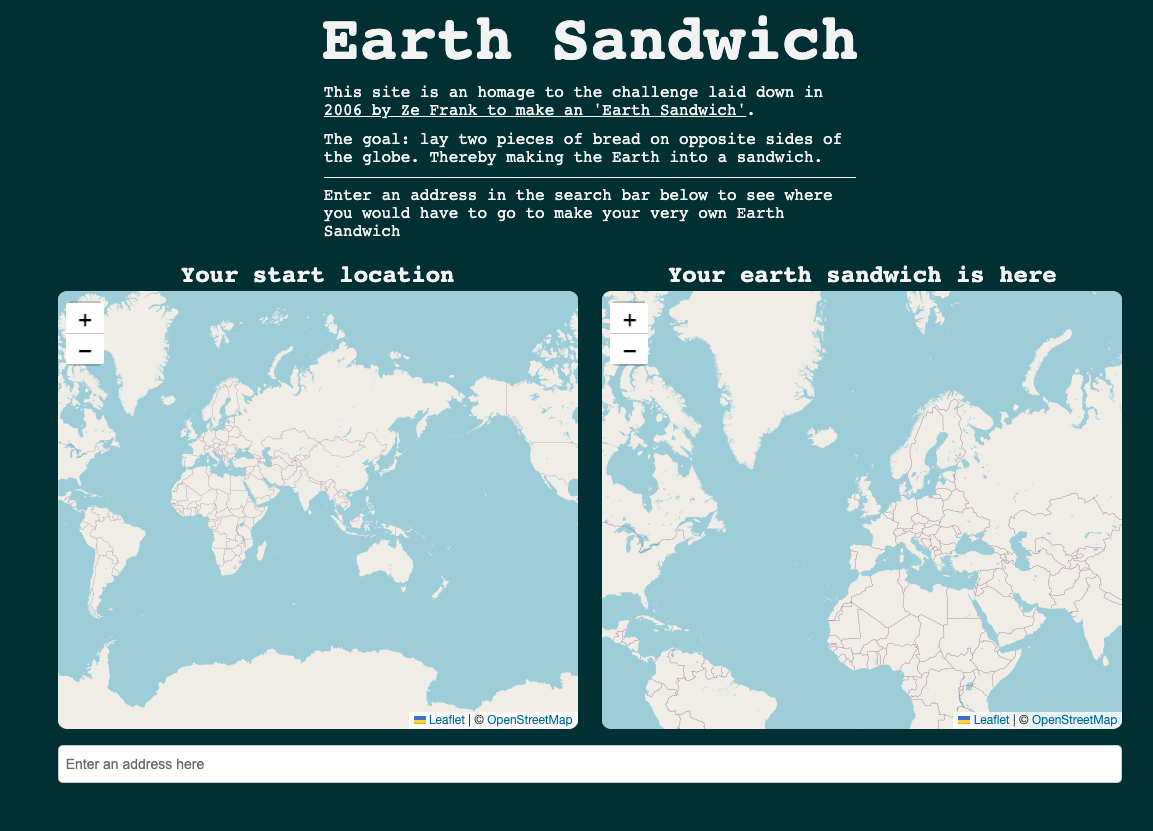 Earth Sandwich
This site is an homage to the challenge laid down in
2006 by Ze Frank to make an 'Earth Sandwich'.
The goal: lay two pieces of bread on opposite sides of
the globe. Thereby making the Earth into a sandwich.
Enter an address in the search bar below to see where
you would have to go to make your very own Earth
Sandwich
Your start location
Your earth sandwich is here
+
−
+
−
Leaflet | © OpenStreetMap
Leaflet | © OpenStreetMap
Enter an address here